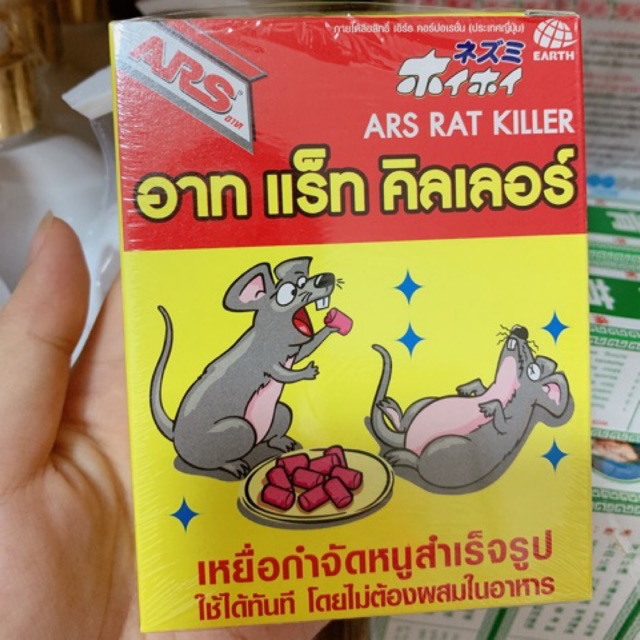 ภายใต้ลิขสิทธิ์ เอิร์ธ คอร์ปอเรชั่น (ประเทศญี่ปุ่น)
ARS
อาท
ネズミ
ホイホイ
EARTH
ARS RAT KILLER
อาท แร็ท คิลเลอร์
เหยื่อกำจัดหนูสำเร็จรูป
ใช้ได้ทันที โดยไม่ต้องผสมในอาหาร